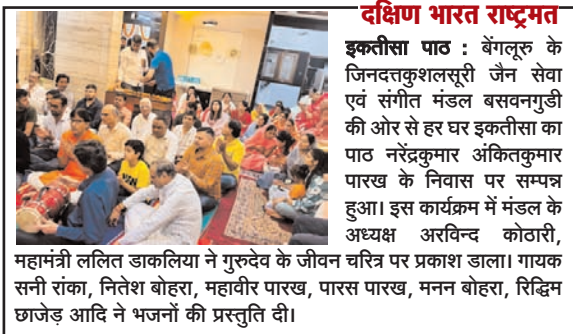 दक्षिण भारत राष्ट्रमत
इकतीसा पाठ : बेंगलूरु के
जिनदत्तकुशलसूरी जैन सेवा
एवं संगीत मंडल बसवनगुडी
की ओर से हर घर इकतीसा का
पाठ नरेंद्रकुमार अंकितकुमार
पारख के निवास पर सम्पन्न
हुआ। इस कार्यक्रम में मंडल के
अध्यक्ष अरविन्द कोठारी,
महामंत्री ललित डाकलिया ने गुरुदेव के जीवन चरित्र पर प्रकाश डाला। गायक
सनी रांका, नितेश बोहरा, महावीर पारख, पारस पारख, मनन बोहरा, रिद्धिम
छाजेड़ आदि ने भजनों की प्रस्तुति दी।